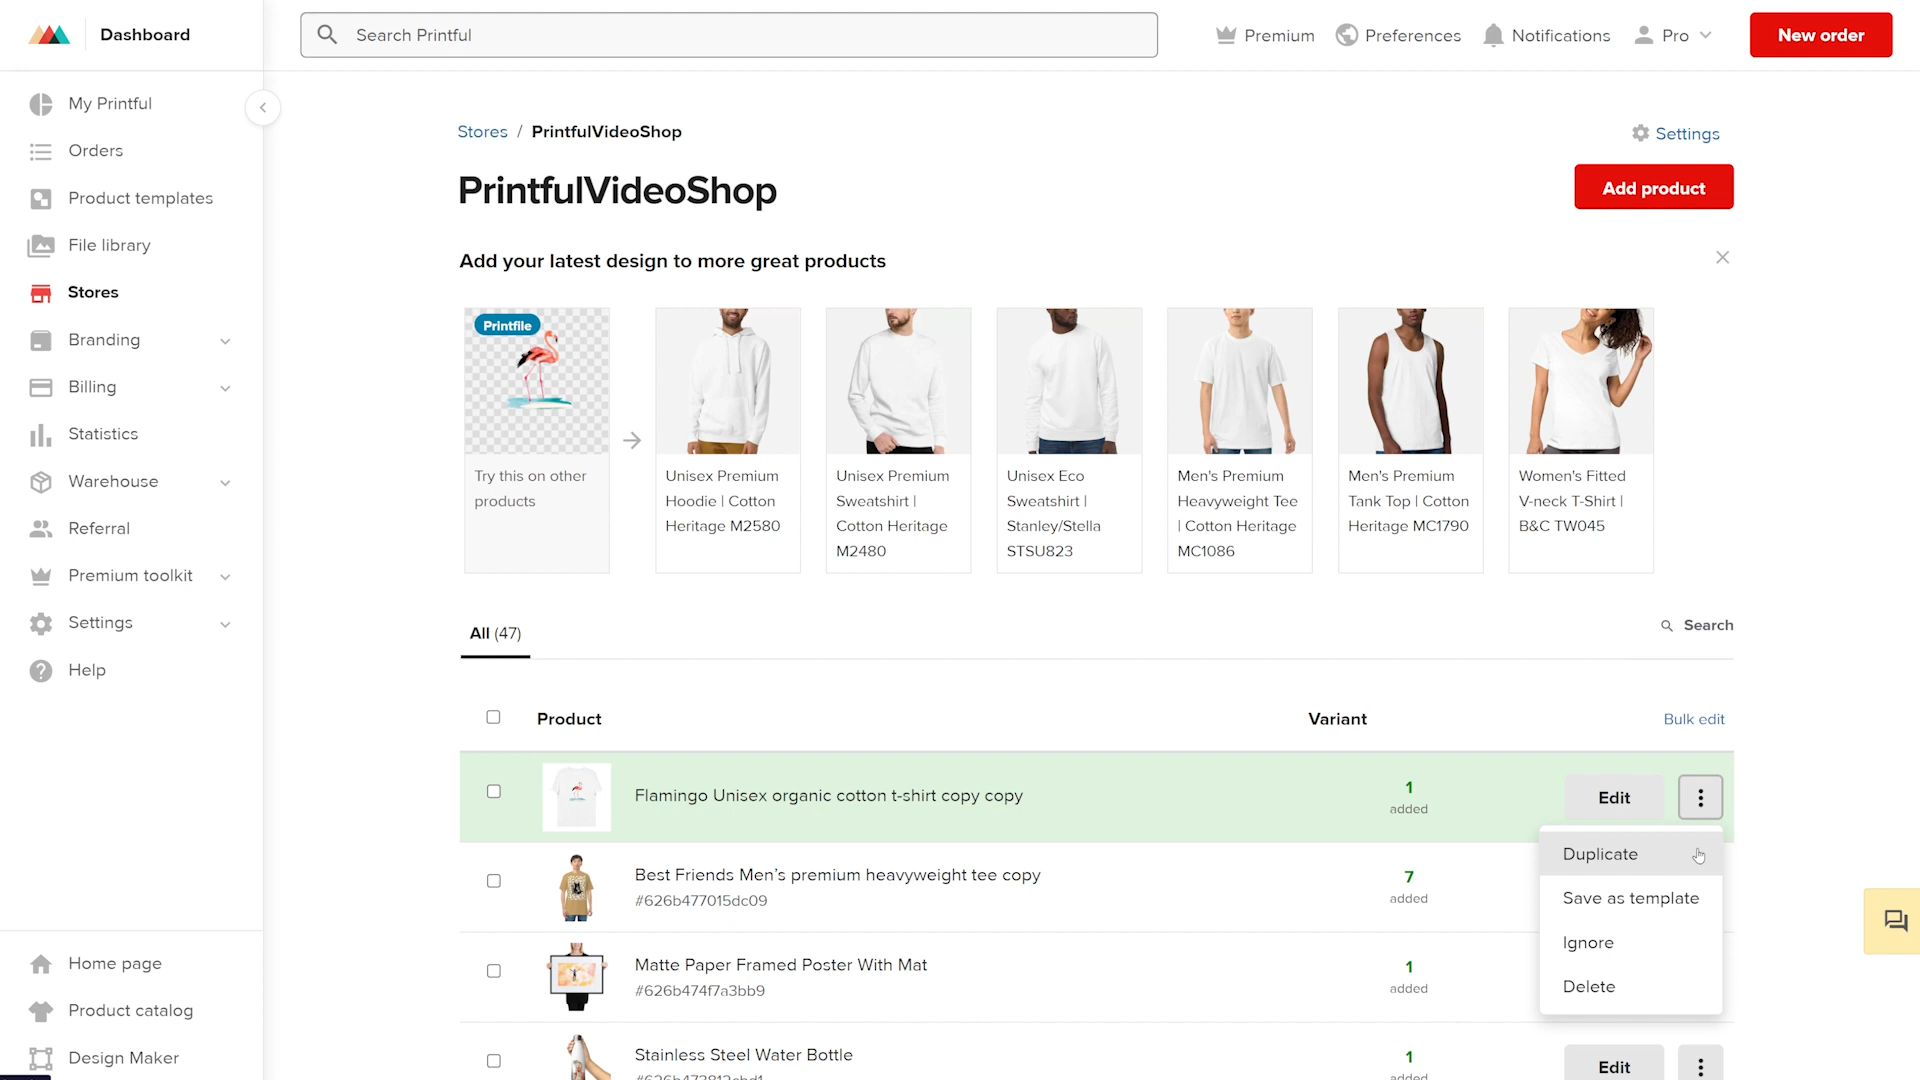 Dashboard
Search Printful
Premium
Preferences
Notifications
Pro
New order
My Printful
Orders
Product templates
File library
Stores
Branding
Billing
Statistics
Warehouse
Referral
Premium toolkit
Settings
Help
Home page
Product catalog
Design Maker
Stores / PrintfulVideoShop
Settings
PrintfulVideoShop
Add product
Add your latest design to more great products
Printfile
Try this on other
products
Unisex Premium
Hoodie | Cotton
Heritage M2580
Unisex Premium
Sweatshirt |
Cotton Heritage
M2480
Unisex Eco
Sweatshirt |
Stanley/Stella
STSU823
Men's Premium
Heavyweight Tee
| Cotton Heritage
MC1086
Men's Premium
Tank Top | Cotton
Heritage MC1790
Women's Fitted
V-neck T-Shirt |
B&C TW045
All (47)
Search
Product
Variant
Bulk edit
Flamingo Unisex organic cotton t-shirt copy copy
1
added
Edit
Duplicate
Save as template
Ignore
Delete
Best Friends Men’s premium heavyweight tee copy
#626b477015dc09
7
added
Matte Paper Framed Poster With Mat
#626b474f7a3bb9
1
added
Stainless Steel Water Bottle
1
added
Edit